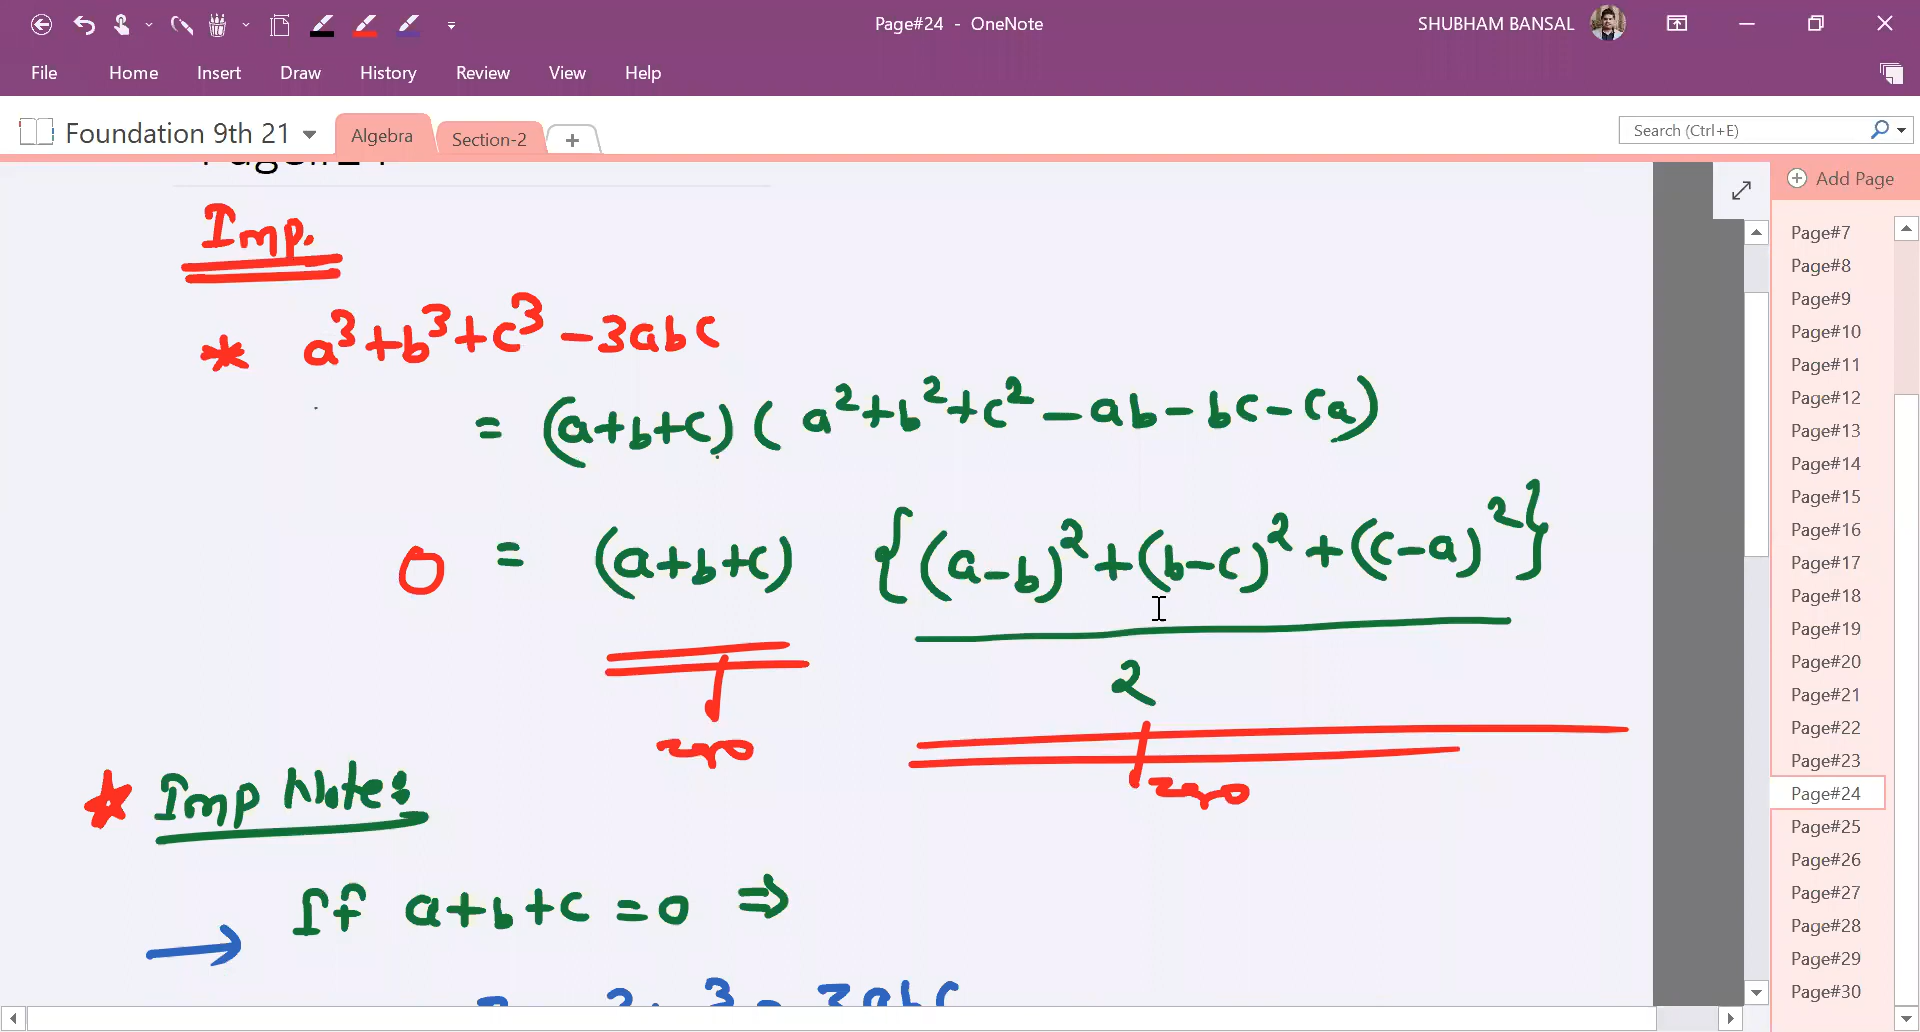 Page#24 - OneNote
SHUBHAM BANSAL
File Home Insert Draw History Review View Help
Foundation 9th 21
Algebra
Section-2
Search (Ctrl+E)
Add Page
Imp.
* a³+b³+c³-3abc
= (a+b+c) (a²+b²+c²-ab-bc-ca)
0 = (a+b+c) {(a-b)²+(b-c)²+(c-a)²}
2
zero
zero
* Imp Note:
→ If a+b+c=0 ⇒
3abc
Page#7
Page#8
Page#9
Page#10
Page#11
Page#12
Page#13
Page#14
Page#15
Page#16
Page#17
Page#18
Page#19
Page#20
Page#21
Page#22
Page#23
Page#24
Page#25
Page#26
Page#27
Page#28
Page#29
Page#30